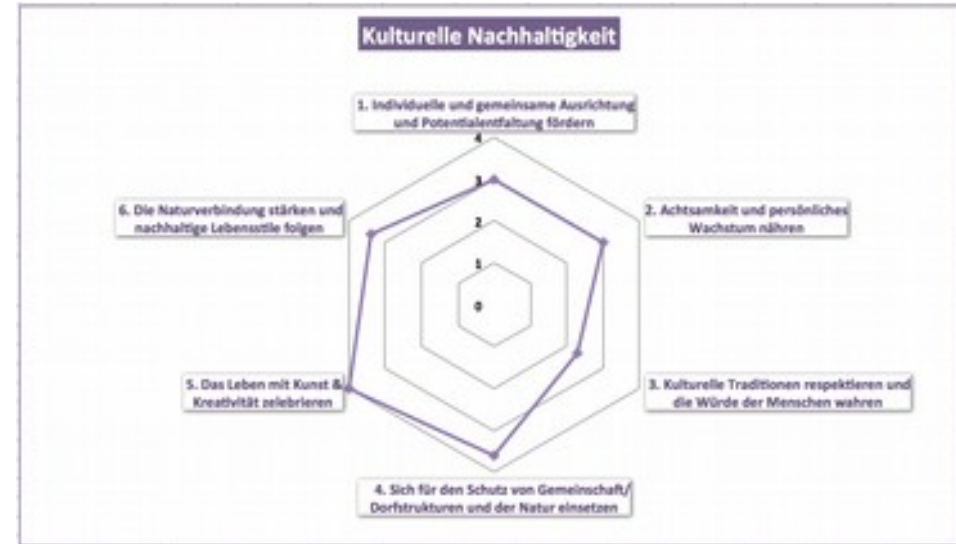 Kulturelle Nachhaltigkeit
1. Individuelle und gemeinsame Ausrichtung
und Potentialentfaltung fördern
4
3
2
1
0
6. Die Naturverbindung stärken und
nachhaltige Lebensstile folgen
2. Achtsamkeit und persönliches
Wachstum nähren
5. Das Leben mit Kunst &
Kreativität zelebrieren
3. Kulturelle Traditionen respektieren und
die Würde der Menschen wahren
4. Sich für den Schutz von Gemeinschaft/
Dorfstrukturen und der Natur einsetzen